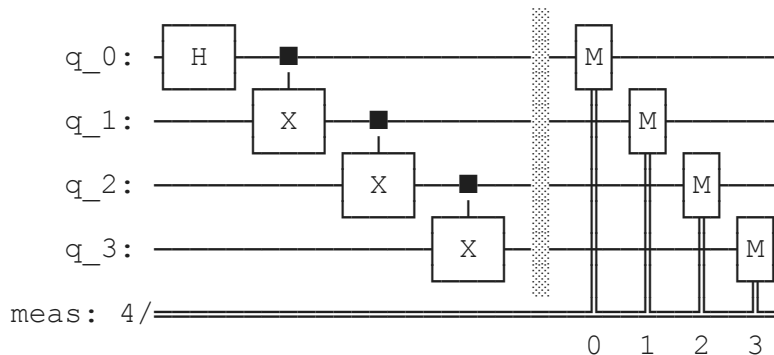 q_0: H M
q_1: X M
q_2: X M
q_3: X M
meas: 4/
0 1 2 3